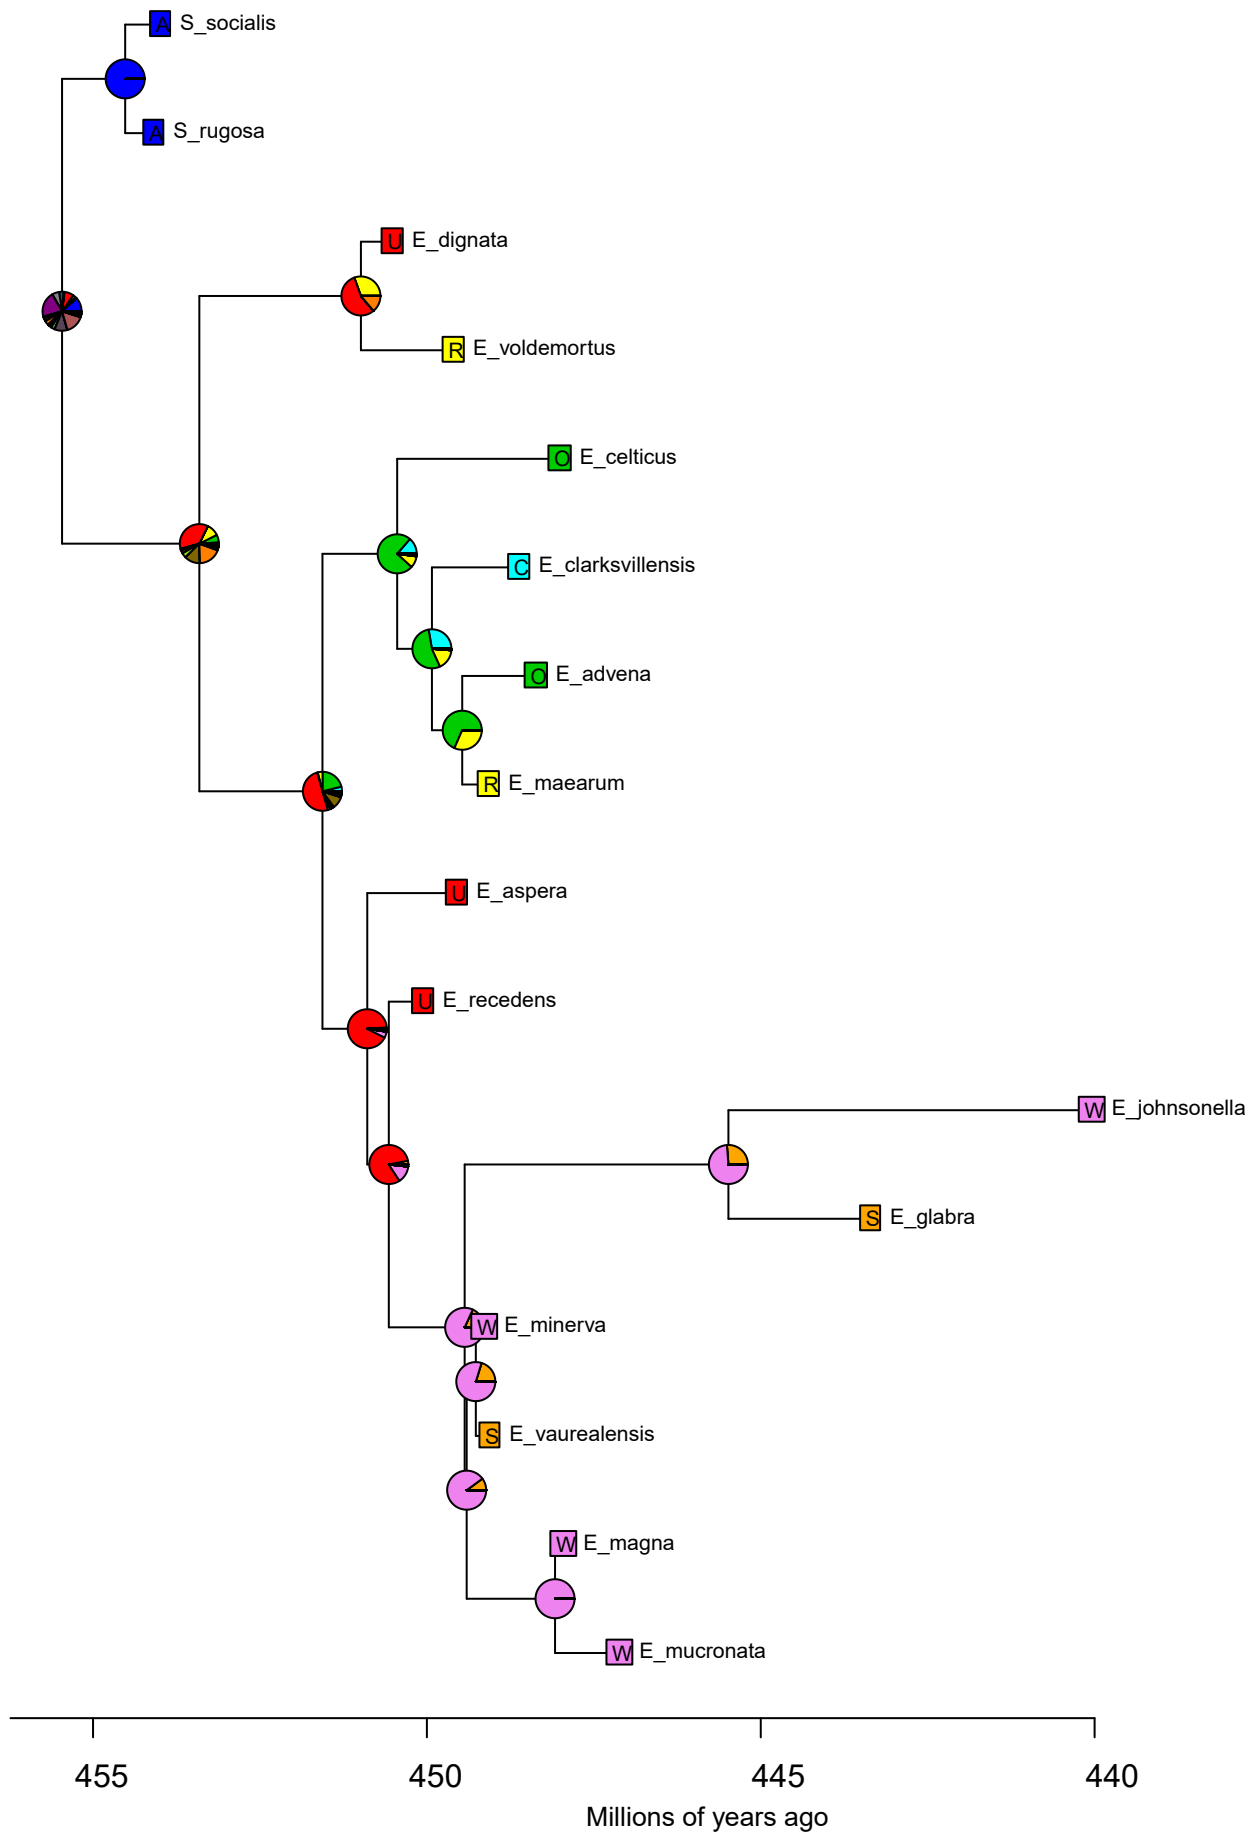 A S_socialis
A S_rugosa
U E_dignata
R E_voldemortus
O E_celticus
C E_clarksvillensis
O E_advena
R E_maearum
U E_aspera
U E_recedens
W E_johnsonella
S E_glabra
W E_minerva
S E_vaurealensis
W E_magna
W E_mucronata
455 450 445 440
Millions of years ago